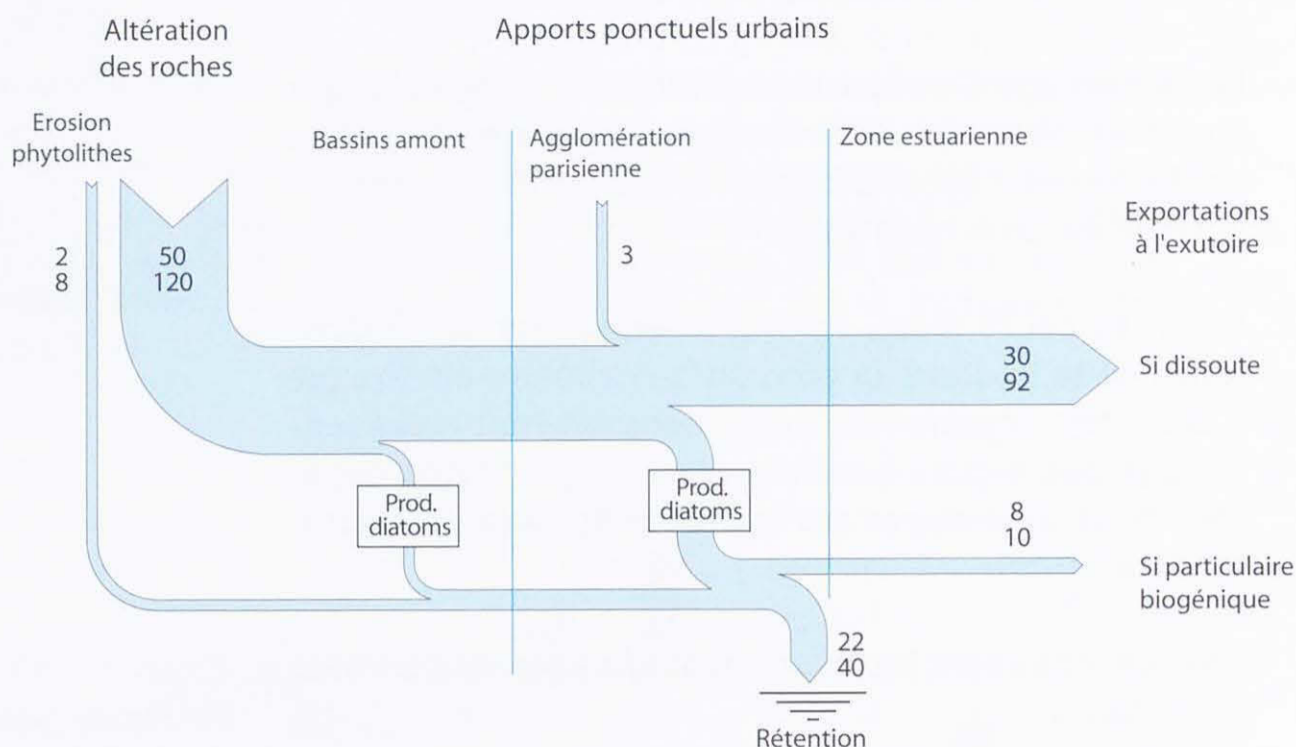 Altération
des roches
Apports ponctuels urbains
Erosion
phytolithes
Bassins amont
Agglomération
parisienne
Zone estuarienne
Exportations
à l'exutoire
2
8
50
120
3
30
92
Si dissoute
Prod.
diatoms
Prod.
diatoms
8
10
Si particulaire
biogénique
22
40
Rétention